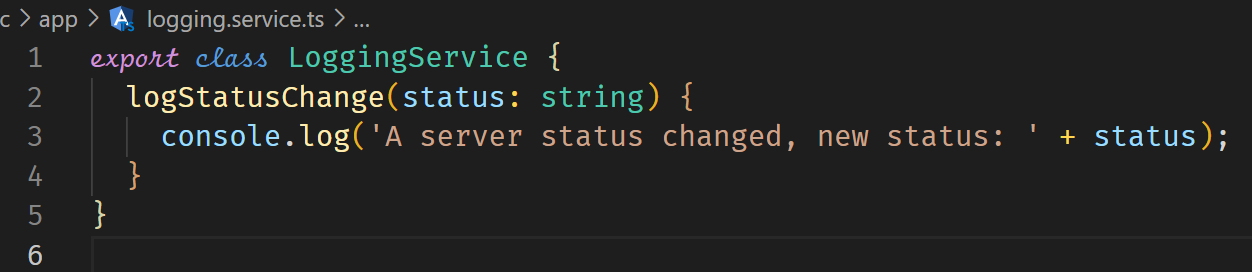 c > app > logging.service.ts > ...
1 export class LoggingService {
2   logStatusChange(status: string) {
3     console.log('A server status changed, new status: ' + status);
4   }
5 }
6